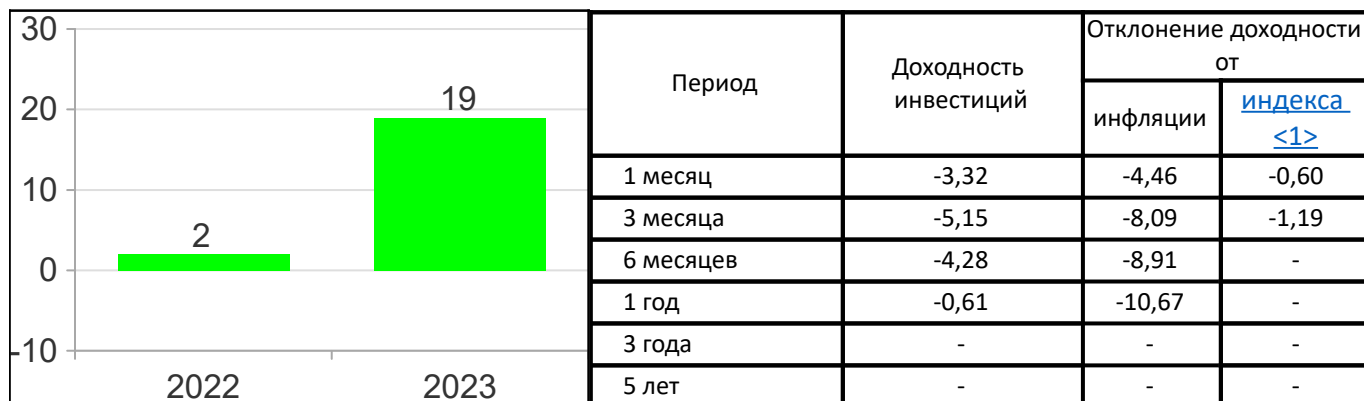 30
20
10
0
-10
2
19
2022
2023
Период
Доходность
инвестиций
Отклонение доходности
от
инфляции
индекса
<1>
1 месяц -3,32 -4,46 -0,60
3 месяца -5,15 -8,09 -1,19
6 месяцев -4,28 -8,91 -
1 год -0,61 -10,67 -
3 года - - -
5 лет - - -